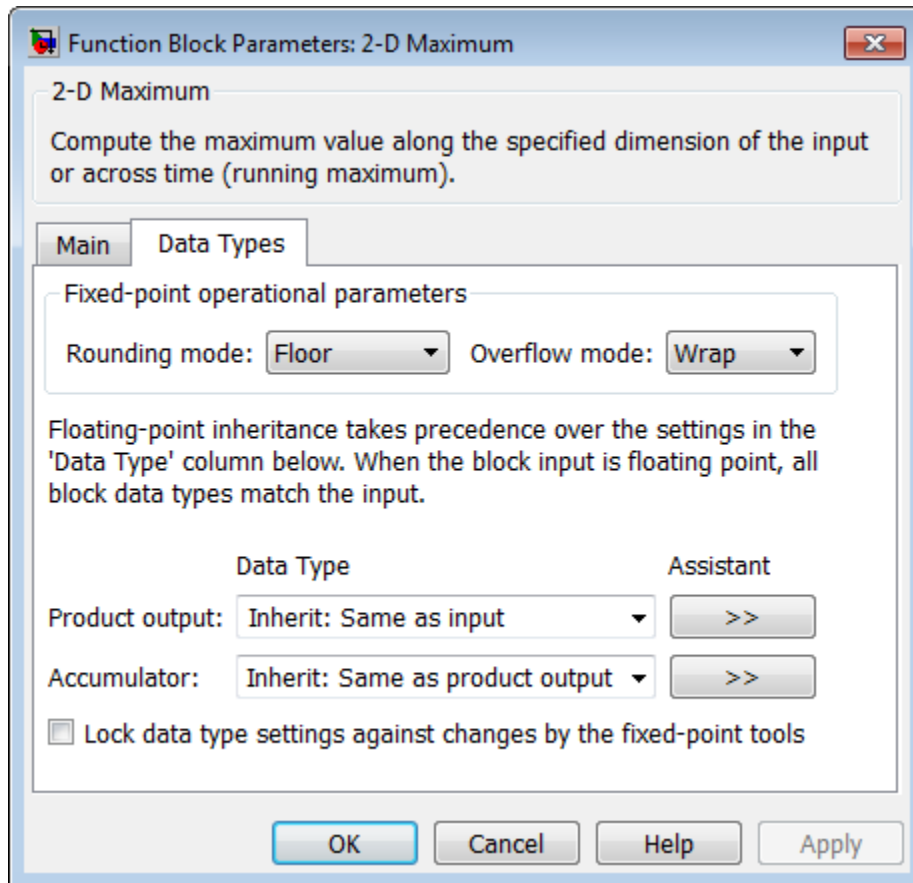 Function Block Parameters: 2-D Maximum
2-D Maximum
Compute the maximum value along the specified dimension of the input
or across time (running maximum).
Main Data Types
Fixed-point operational parameters
Rounding mode: Floor Overflow mode: Wrap
Floating-point inheritance takes precedence over the settings in the
'Data Type' column below. When the block input is floating point, all
block data types match the input.
Data Type Assistant
Product output: Inherit: Same as input >>
Accumulator: Inherit: Same as product output >>
Lock data type settings against changes by the fixed-point tools
OK Cancel Help Apply